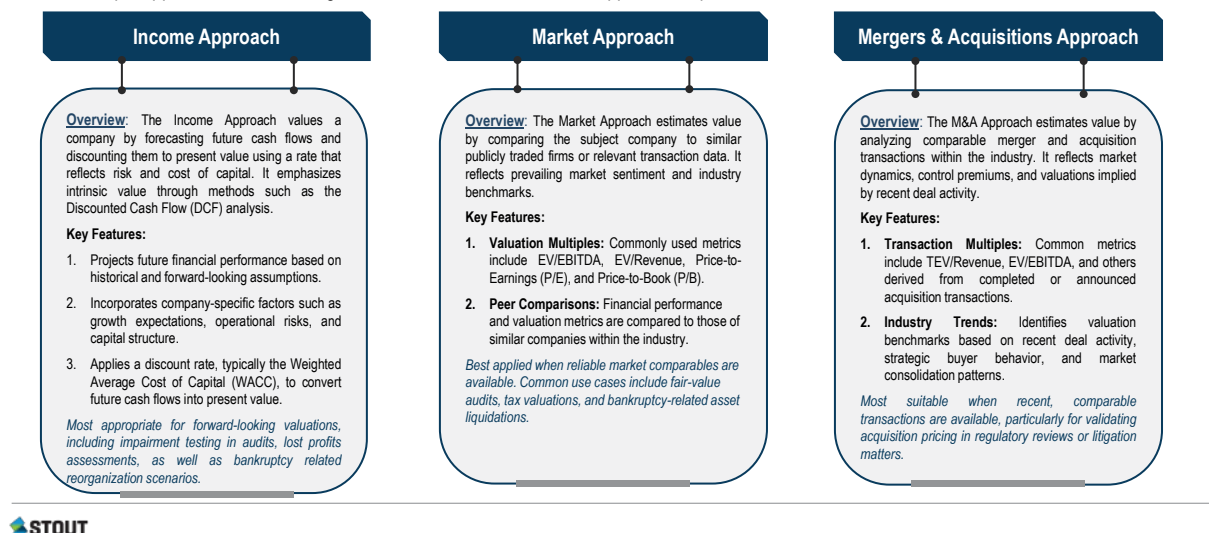 Income Approach
Overview: The Income Approach values a
company by forecasting future cash flows and
discounting them to present value using a rate that
reflects risk and cost of capital. It emphasizes
intrinsic value through methods such as the
Discounted Cash Flow (DCF) analysis.
Key Features:
1. Projects future financial performance based on
historical and forward-looking assumptions.
2. Incorporates company-specific factors such as
growth expectations, operational risks, and
capital structure.
3. Applies a discount rate, typically the Weighted
Average Cost of Capital (WACC), to convert
future cash flows into present value.
Most appropriate for forward-looking valuations,
including impairment testing in audits, lost profits
assessments, as well as bankruptcy related
reorganization scenarios.
Market Approach
Overview: The Market Approach estimates value
by comparing the subject company to similar
publicly traded firms or relevant transaction data. It
reflects prevailing market sentiment and industry
benchmarks.
Key Features:
1. Valuation Multiples: Commonly used metrics
include EV/EBITDA, EV/Revenue, Price-to-
Earnings (P/E), and Price-to-Book (P/B).
2. Peer Comparisons: Financial performance
and valuation metrics are compared to those of
similar companies within the industry.
Best applied when reliable market comparables are
available. Common use cases include fair-value
audits, tax valuations, and bankruptcy-related asset
liquidations.
Mergers & Acquisitions Approach
Overview: The M&A Approach estimates value by
analyzing comparable merger and acquisition
transactions within the industry. It reflects market
dynamics, control premiums, and valuations implied
by recent deal activity.
Key Features:
1. Transaction Multiples: Common metrics
include TEV/Revenue, EV/EBITDA, and others
derived from completed or announced
acquisition transactions.
2. Industry Trends: Identifies valuation
benchmarks based on recent deal activity,
strategic buyer behavior, and market
consolidation patterns.
Most suitable when recent, comparable
transactions are available, particularly for validating
acquisition pricing in regulatory reviews or litigation
matters.
STOUT